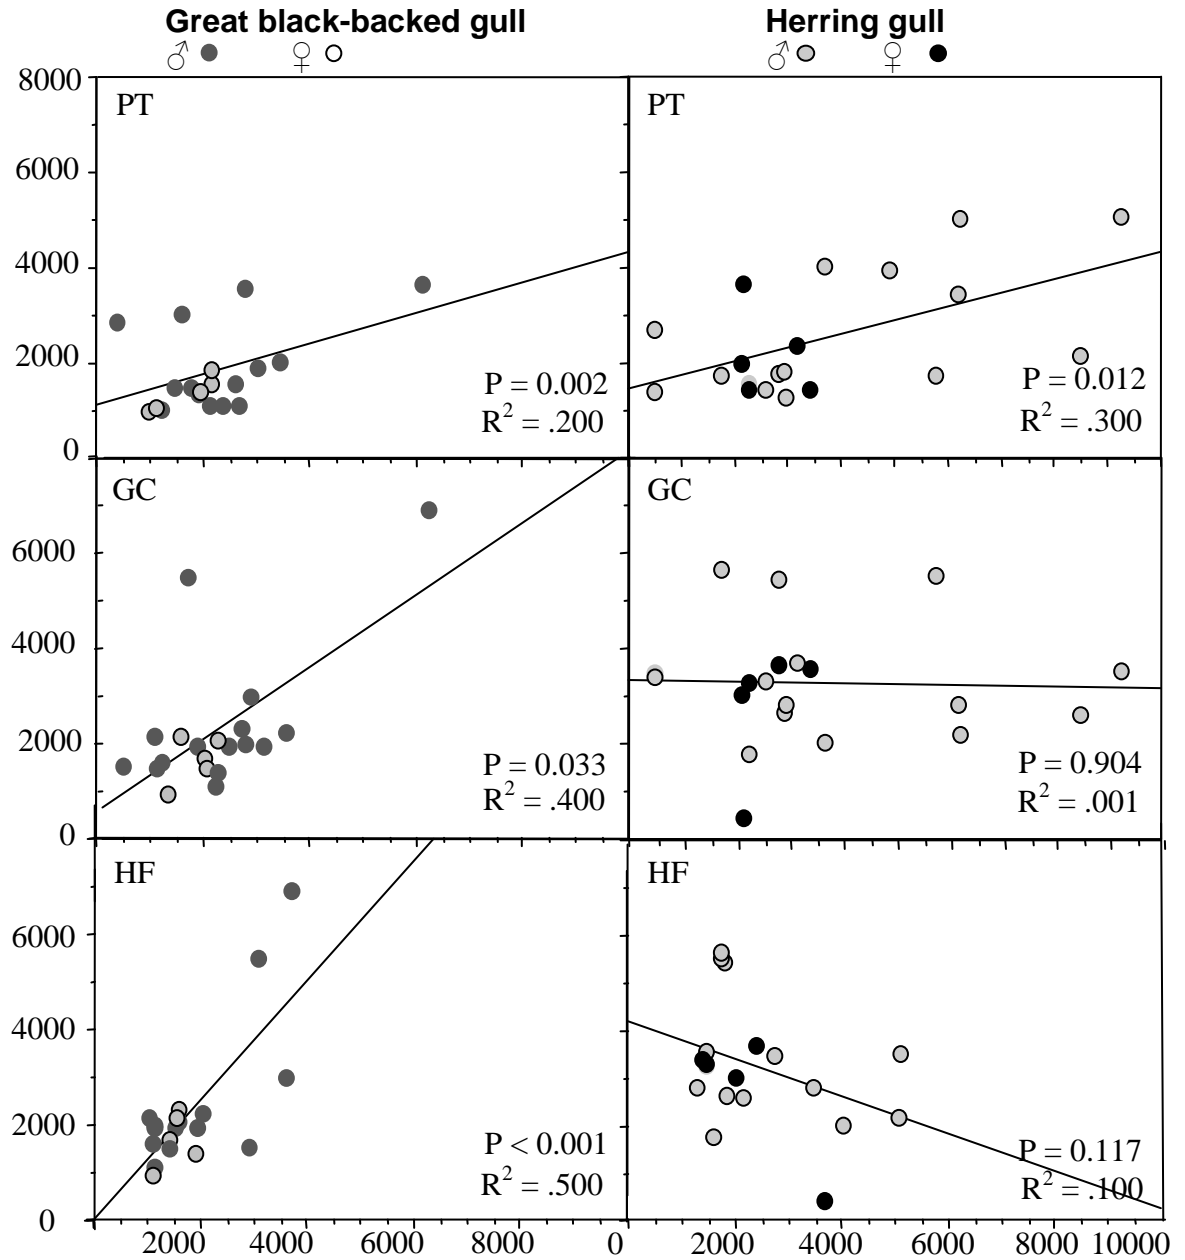 Great black-backed gull
Herring gull
♂ ♀
♂ ♀
8000
6000
4000
2000
0
PT
P = 0.002
R² = .200
PT
P = 0.012
R² = .300
6000
4000
2000
0
GC
P = 0.033
R² = .400
GC
P = 0.904
R² = .001
6000
4000
2000
0
HF
P < 0.001
R² = .500
HF
P = 0.117
R² = .100
2000 4000 6000 8000 0 2000 4000 6000 8000 10000